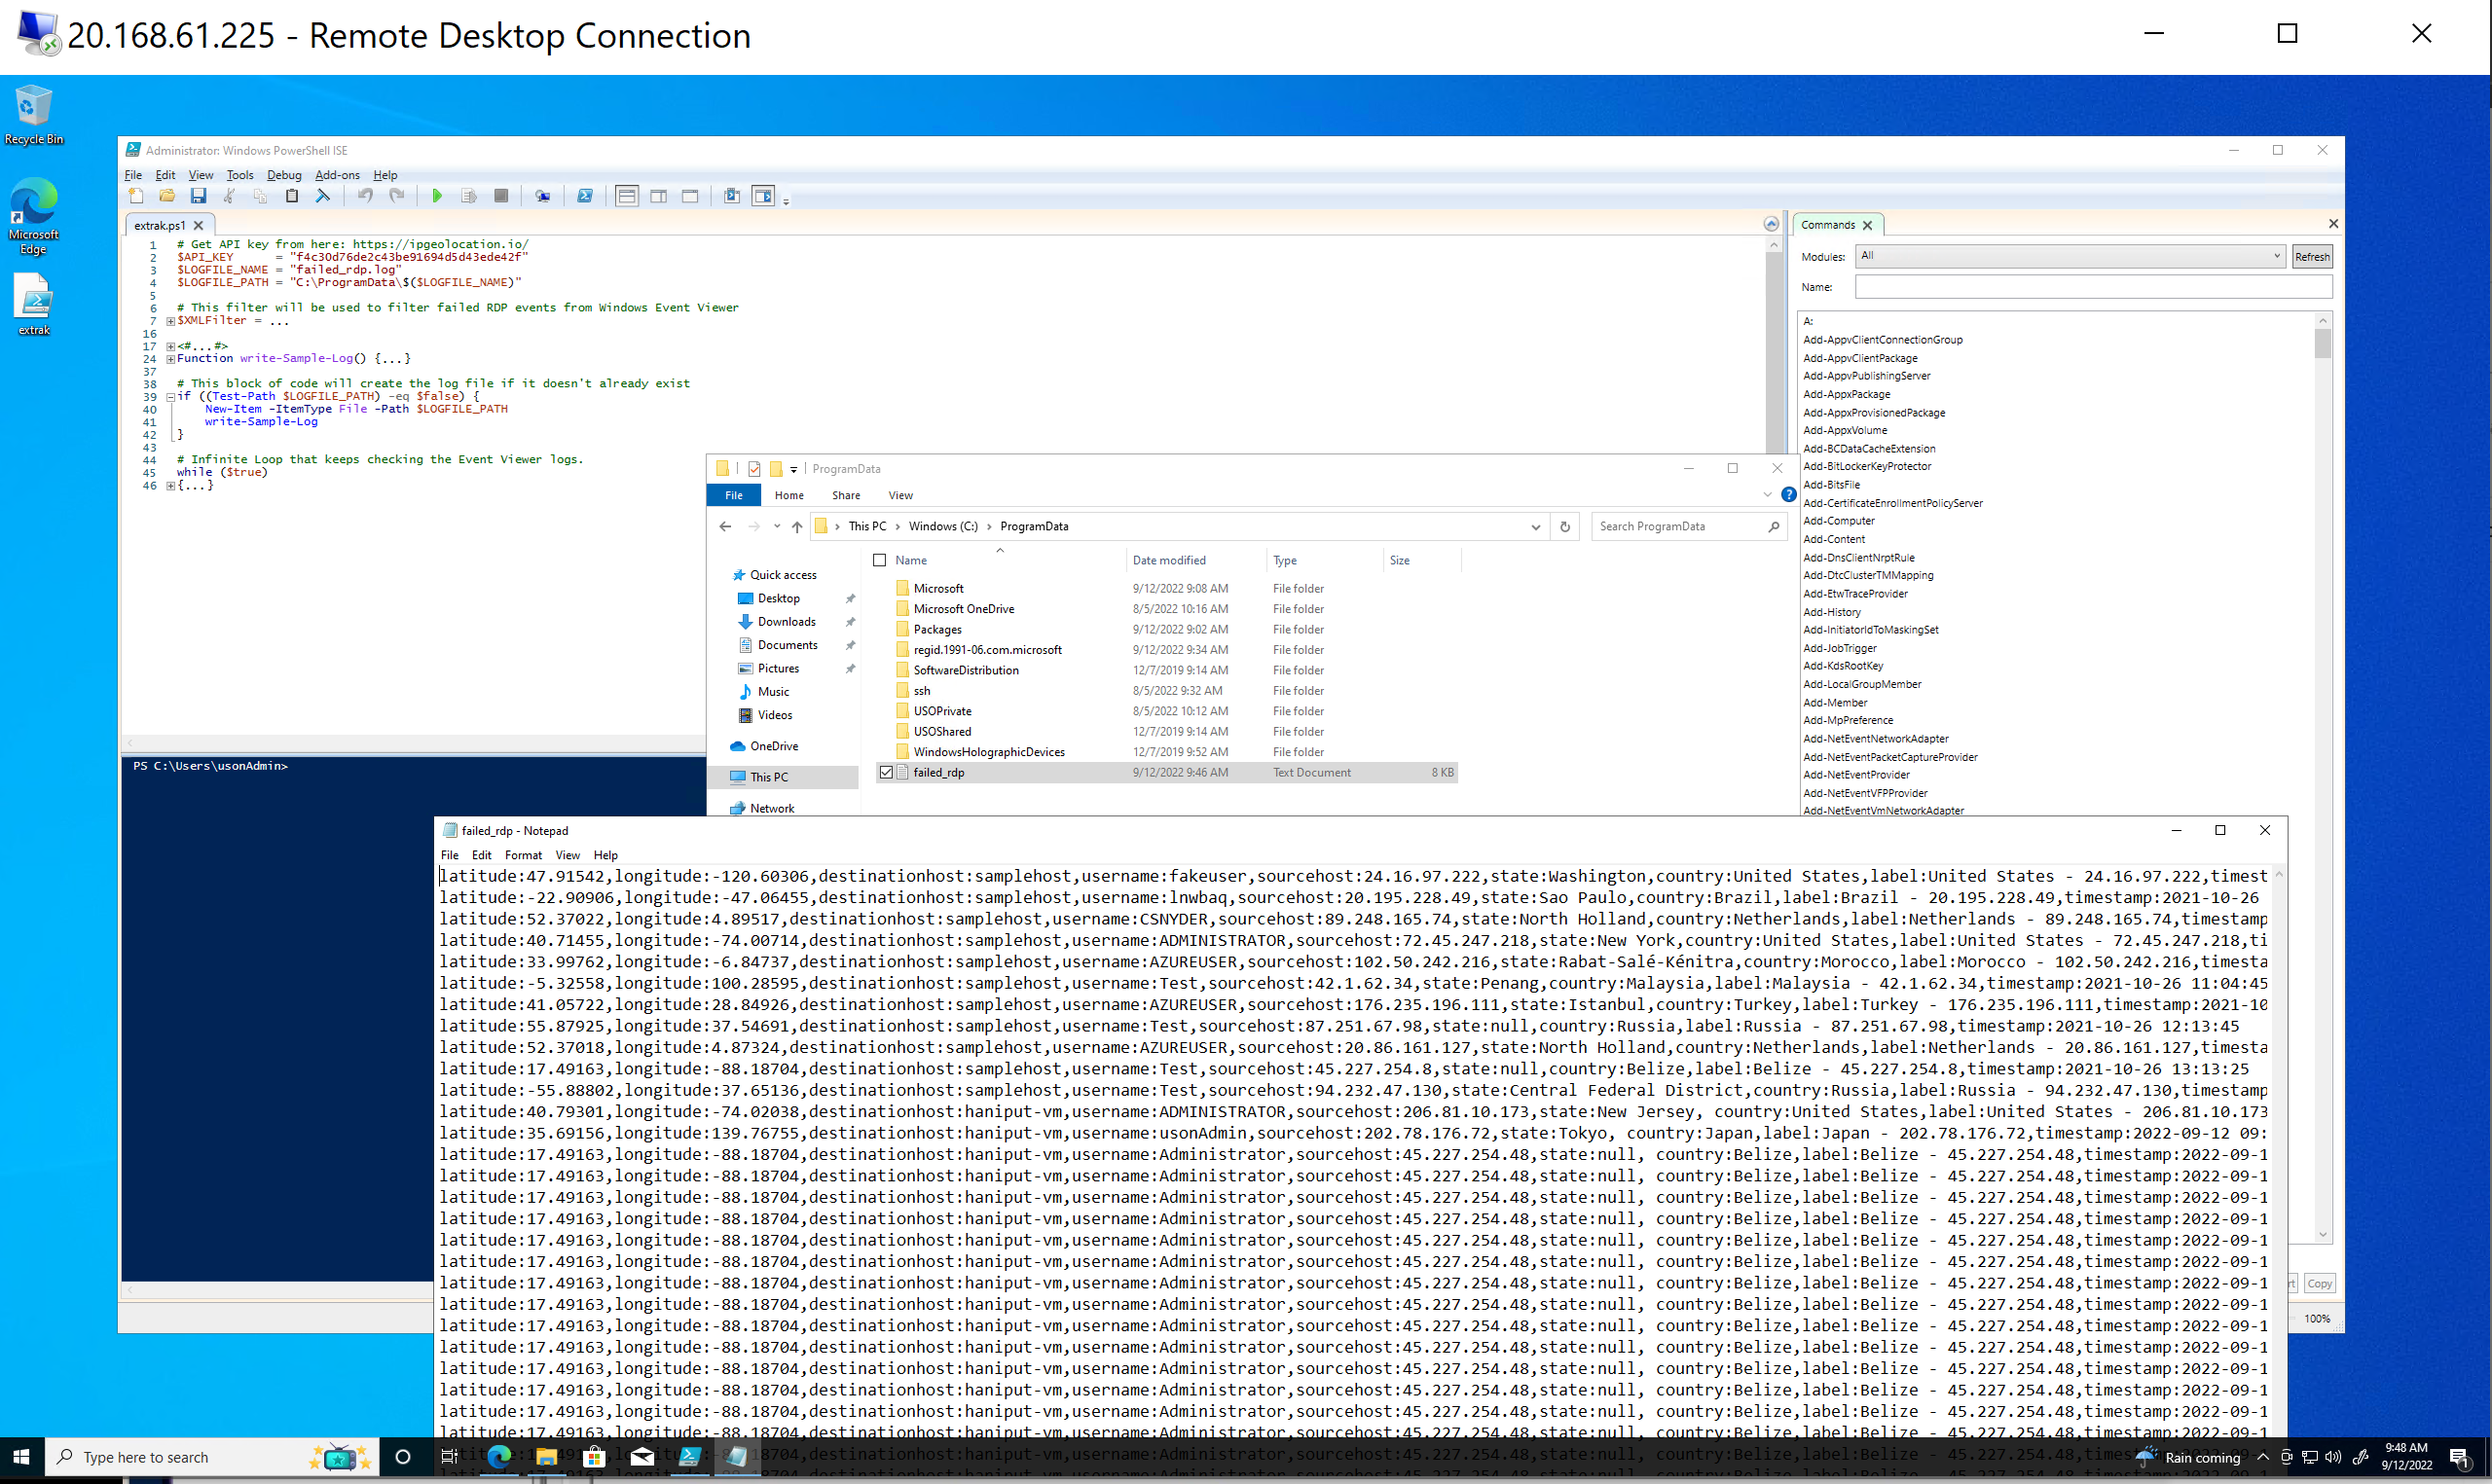 20.168.61.225 - Remote Desktop Connection
Recycle Bin
Microsoft
Edge
extrak
Administrator: Windows PowerShell ISE
File Edit View Tools Debug Add-ons Help
extrak.ps1
1 # Get API key from here: https://ipgeolocation.io/
2 $API_KEY      = "f4c30d76de2c43be91694d5d43ede42f"
3 $LOGFILE_NAME = "failed_rdp.log"
4 $LOGFILE_PATH = "C:\ProgramData\$($LOGFILE_NAME)"
5
6 # This filter will be used to filter failed RDP events from Windows Event Viewer
7 $XMLFilter = ...
16
17 <#...#>
24 Function write-Sample-Log() {...}
37
38 # This block of code will create the log file if it doesn't already exist
39 if ((Test-Path $LOGFILE_PATH) -eq $false) {
40     New-Item -ItemType File -Path $LOGFILE_PATH
41     write-Sample-Log
42 }
43
44 # Infinite Loop that keeps checking the Event Viewer logs.
45 while ($true)
46 {...}
PS C:\Users\usonAdmin>
Commands
Modules: All Refresh
Name:
A:
Add-AppvClientConnectionGroup
Add-AppvClientPackage
Add-AppvPublishingServer
Add-AppxPackage
Add-AppxProvisionedPackage
Add-AppxVolume
Add-BCDataCacheExtension
Add-BitLockerKeyProtector
Add-BitsFile
Add-CertificateEnrollmentPolicyServer
Add-Computer
Add-Content
Add-DnsClientNrptRule
Add-DtcClusterTMMapping
Add-EtwTraceProvider
Add-History
Add-InitiatorIdToMaskingSet
Add-JobTrigger
Add-KdsRootKey
Add-LocalGroupMember
Add-Member
Add-MpPreference
Add-NetEventNetworkAdapter
Add-NetEventPacketCaptureProvider
Add-NetEventProvider
Add-NetEventVFPProvider
Add-NetEventVmNetworkAdapter
Copy
100%
ProgramData
File Home Share View
This PC › Windows (C:) › ProgramData
Search ProgramData
Quick access
Desktop
Downloads
Documents
Pictures
Music
Videos
OneDrive
This PC
Network
Name Date modified Type Size
Microsoft 9/12/2022 9:08 AM File folder
Microsoft OneDrive 8/5/2022 10:16 AM File folder
Packages 9/12/2022 9:02 AM File folder
regid.1991-06.com.microsoft 9/12/2022 9:34 AM File folder
SoftwareDistribution 12/7/2019 9:14 AM File folder
ssh 8/5/2022 9:32 AM File folder
USOPrivate 8/5/2022 10:12 AM File folder
USOShared 12/7/2019 9:14 AM File folder
WindowsHolographicDevices 12/7/2019 9:52 AM File folder
failed_rdp 9/12/2022 9:46 AM Text Document 8 KB
failed_rdp - Notepad
File Edit Format View Help
latitude:47.91542,longitude:-120.60306,destinationhost:samplehost,username:fakeuser,sourcehost:24.16.97.222,state:Washington,country:United States,label:United States - 24.16.97.222,timest
latitude:-22.90906,longitude:-47.06455,destinationhost:samplehost,username:lnwbaq,sourcehost:20.195.228.49,state:Sao Paulo,country:Brazil,label:Brazil - 20.195.228.49,timestamp:2021-10-26
latitude:52.37022,longitude:4.89517,destinationhost:samplehost,username:CSNYDER,sourcehost:89.248.165.74,state:North Holland,country:Netherlands,label:Netherlands - 89.248.165.74,timestamp
latitude:40.71455,longitude:-74.00714,destinationhost:samplehost,username:ADMINISTRATOR,sourcehost:72.45.247.218,state:New York,country:United States,label:United States - 72.45.247.218,ti
latitude:33.99762,longitude:-6.84737,destinationhost:samplehost,username:AZUREUSER,sourcehost:102.50.242.216,state:Rabat-Salé-Kénitra,country:Morocco,label:Morocco - 102.50.242.216,timesta
latitude:-5.32558,longitude:100.28595,destinationhost:samplehost,username:Test,sourcehost:42.1.62.34,state:Penang,country:Malaysia,label:Malaysia - 42.1.62.34,timestamp:2021-10-26 11:04:45
latitude:41.05722,longitude:28.84926,destinationhost:samplehost,username:AZUREUSER,sourcehost:176.235.196.111,state:Istanbul,country:Turkey,label:Turkey - 176.235.196.111,timestamp:2021-10
latitude:55.87925,longitude:37.54691,destinationhost:samplehost,username:Test,sourcehost:87.251.67.98,state:null,country:Russia,label:Russia - 87.251.67.98,timestamp:2021-10-26 12:13:45
latitude:52.37018,longitude:4.87324,destinationhost:samplehost,username:AZUREUSER,sourcehost:20.86.161.127,state:North Holland,country:Netherlands,label:Netherlands - 20.86.161.127,timesta
latitude:17.49163,longitude:-88.18704,destinationhost:samplehost,username:Test,sourcehost:45.227.254.8,state:null,country:Belize,label:Belize - 45.227.254.8,timestamp:2021-10-26 13:13:25
latitude:-55.88802,longitude:37.65136,destinationhost:samplehost,username:Test,sourcehost:94.232.47.130,state:Central Federal District,country:Russia,label:Russia - 94.232.47.130,timestamp
latitude:40.79301,longitude:-74.02038,destinationhost:haniput-vm,username:ADMINISTRATOR,sourcehost:206.81.10.173,state:New Jersey, country:United States,label:United States - 206.81.10.173
latitude:35.69156,longitude:139.76755,destinationhost:haniput-vm,username:usonAdmin,sourcehost:202.78.176.72,state:Tokyo, country:Japan,label:Japan - 202.78.176.72,timestamp:2022-09-12 09:
latitude:17.49163,longitude:-88.18704,destinationhost:haniput-vm,username:Administrator,sourcehost:45.227.254.48,state:null, country:Belize,label:Belize - 45.227.254.48,timestamp:2022-09-1
latitude:17.49163,longitude:-88.18704,destinationhost:haniput-vm,username:Administrator,sourcehost:45.227.254.48,state:null, country:Belize,label:Belize - 45.227.254.48,timestamp:2022-09-1
latitude:17.49163,longitude:-88.18704,destinationhost:haniput-vm,username:Administrator,sourcehost:45.227.254.48,state:null, country:Belize,label:Belize - 45.227.254.48,timestamp:2022-09-1
latitude:17.49163,longitude:-88.18704,destinationhost:haniput-vm,username:Administrator,sourcehost:45.227.254.48,state:null, country:Belize,label:Belize - 45.227.254.48,timestamp:2022-09-1
latitude:17.49163,longitude:-88.18704,destinationhost:haniput-vm,username:Administrator,sourcehost:45.227.254.48,state:null, country:Belize,label:Belize - 45.227.254.48,timestamp:2022-09-1
latitude:17.49163,longitude:-88.18704,destinationhost:haniput-vm,username:Administrator,sourcehost:45.227.254.48,state:null, country:Belize,label:Belize - 45.227.254.48,timestamp:2022-09-1
latitude:17.49163,longitude:-88.18704,destinationhost:haniput-vm,username:Administrator,sourcehost:45.227.254.48,state:null, country:Belize,label:Belize - 45.227.254.48,timestamp:2022-09-1
latitude:17.49163,longitude:-88.18704,destinationhost:haniput-vm,username:Administrator,sourcehost:45.227.254.48,state:null, country:Belize,label:Belize - 45.227.254.48,timestamp:2022-09-1
latitude:17.49163,longitude:-88.18704,destinationhost:haniput-vm,username:Administrator,sourcehost:45.227.254.48,state:null, country:Belize,label:Belize - 45.227.254.48,timestamp:2022-09-1
latitude:17.49163,longitude:-88.18704,destinationhost:haniput-vm,username:Administrator,sourcehost:45.227.254.48,state:null, country:Belize,label:Belize - 45.227.254.48,timestamp:2022-09-1
latitude:17.49163,longitude:-88.18704,destinationhost:haniput-vm,username:Administrator,sourcehost:45.227.254.48,state:null, country:Belize,label:Belize - 45.227.254.48,timestamp:2022-09-1
latitude:17.49163,longitude:-88.18704,destinationhost:haniput-vm,username:Administrator,sourcehost:45.227.254.48,state:null, country:Belize,label:Belize - 45.227.254.48,timestamp:2022-09-1
latitude:17.49163,longitude:-88.18704,destinationhost:haniput-vm,username:Administrator,sourcehost:45.227.254.48,state:null, country:Belize,label:Belize - 45.227.254.48,timestamp:2022-09-1
Type here to search
Rain coming
9:48 AM
9/12/2022
1